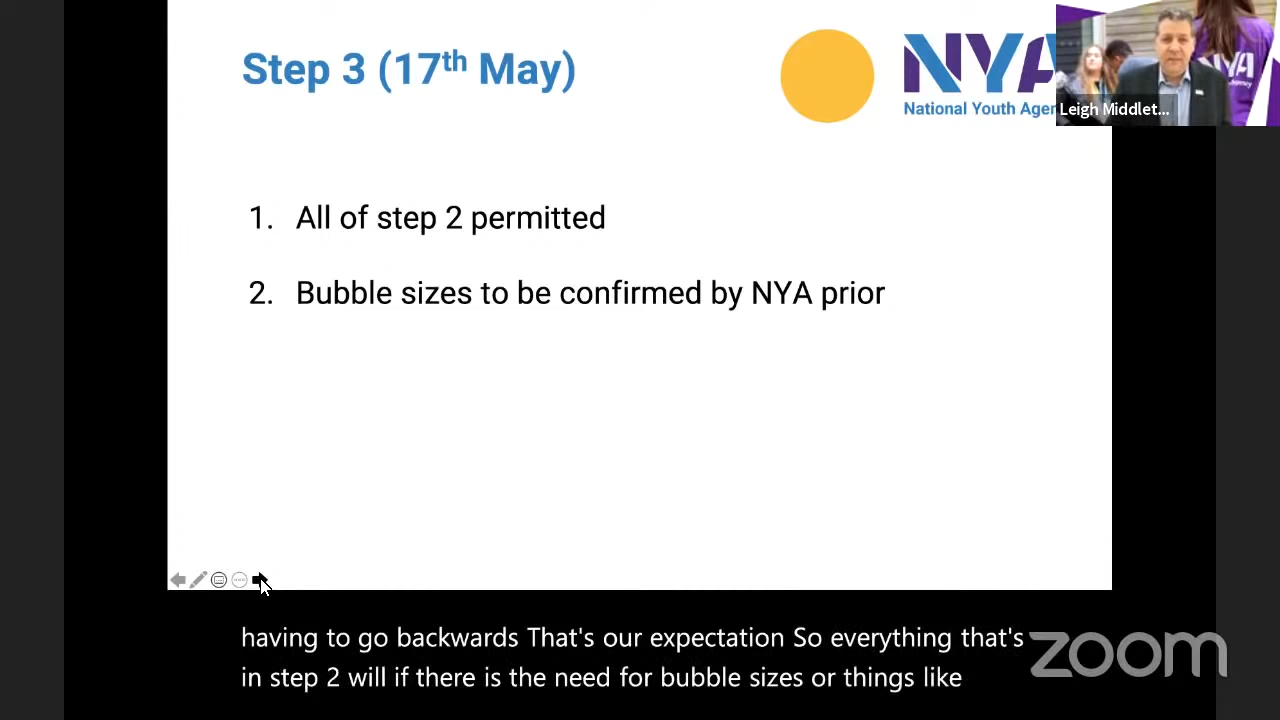 Step 3 (17th May)
NYA
National Youth Agen
NYA
Leigh Middlet...
1. All of step 2 permitted
2. Bubble sizes to be confirmed by NYA prior
having to go backwards That's our expectation So everything that's
in step 2 will if there is the need for bubble sizes or things like
zoom